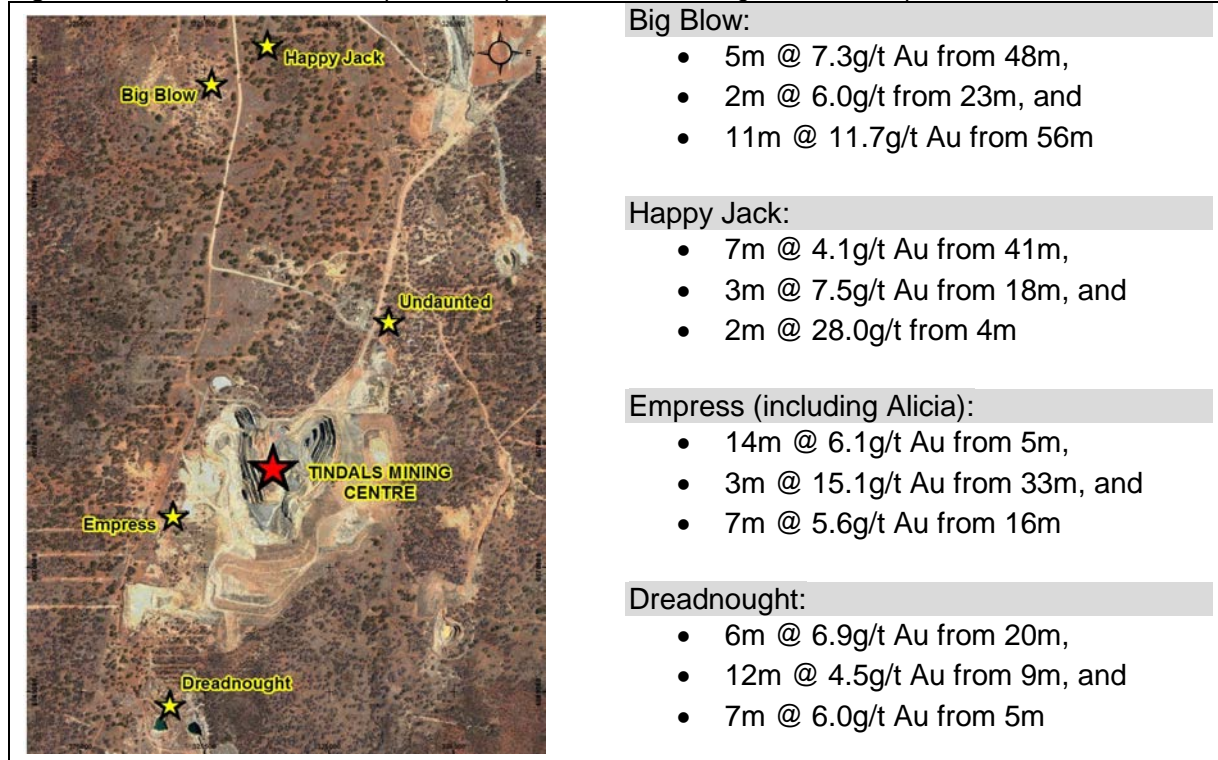 Happy Jack
Big Blow
Undaunted
TINDALS MINING
CENTRE
Empress
Dreadnought
N
E
Big Blow:
• 5m @ 7.3g/t Au from 48m,
• 2m @ 6.0g/t from 23m, and
• 11m @ 11.7g/t Au from 56m
Happy Jack:
• 7m @ 4.1g/t Au from 41m,
• 3m @ 7.5g/t Au from 18m, and
• 2m @ 28.0g/t from 4m
Empress (including Alicia):
• 14m @ 6.1g/t Au from 5m,
• 3m @ 15.1g/t Au from 33m, and
• 7m @ 5.6g/t Au from 16m
Dreadnought:
• 6m @ 6.9g/t Au from 20m,
• 12m @ 4.5g/t Au from 9m, and
• 7m @ 6.0g/t Au from 5m